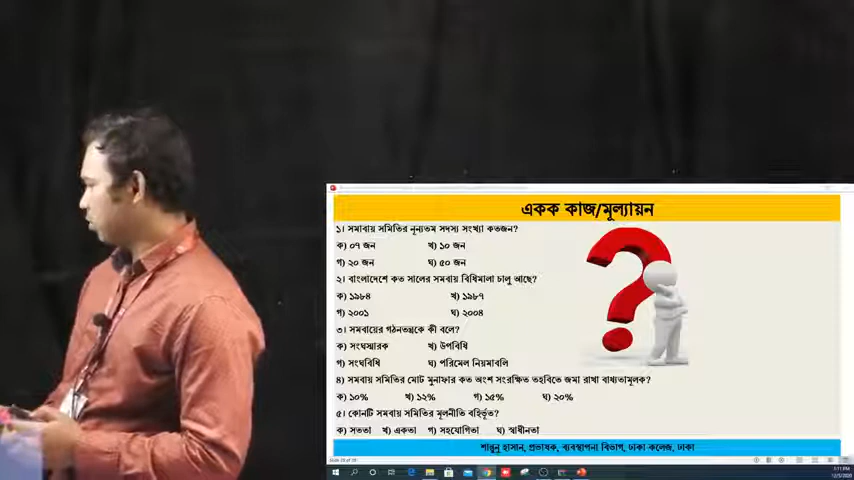 একক কাজ/মূল্যায়ন
১। সমাবায় সমিতির নূন্যতম সদস্য সংখ্যা কতজন?
ক) ০৭ জন খ) ১০ জন
গ) ২০ জন ঘ) ৫০ জন
২। বাংলাদেশে কত সালের সমবায় বিধিমালা চালু আছে?
ক) ১৯৮৪ খ) ১৯৮৭
গ) ২০০১ ঘ) ২০০৪
৩। সমবায়ের গঠনতন্ত্রকে কী বলে?
ক) সংঘস্মারক খ) উপবিধি
গ) সংঘবিধি ঘ) পরিমেল নিয়মাবলি
৪) সমবায় সমিতির মোট মুনাফার কত অংশ সংরক্ষিত তহবিতে জমা রাখা বাধ্যতামূলক?
ক) ১০% খ) ১২% গ) ১৫% ঘ) ২০%
৫। কোনটি সমবায় সমিতির মূলনীতি বহির্ভূত?
ক) সততা খ) একতা গ) সহযোগিতা ঘ) স্বাধীনতা
শান্তুনু হাসান, প্রভাষক, ব্যবস্থাপনা বিভাগ, ঢাকা কলেজ, ঢাকা